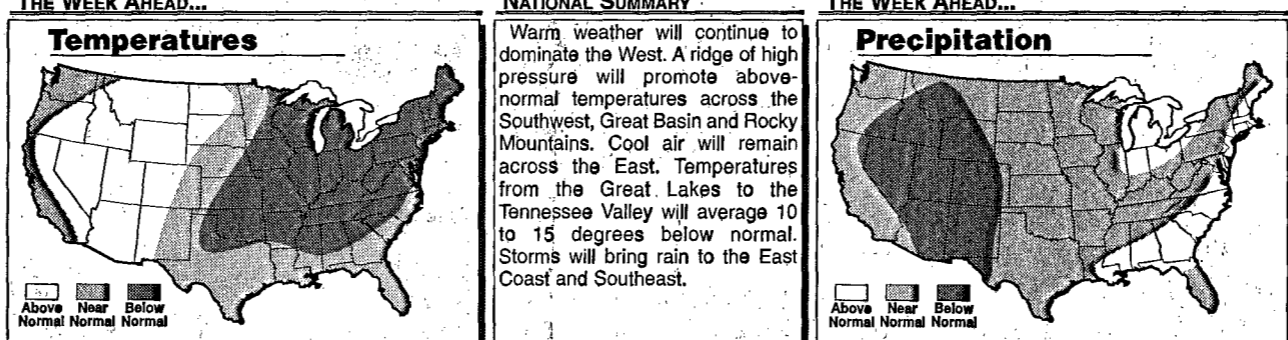 THE WEEK AHEAD...
Temperatures
Above Near Below
Normal Normal Normal
NATIONAL SUMMARY
Warm weather will continue to
dominate the West. A ridge of high
pressure will promote above-
normal temperatures across the
Southwest, Great Basin and Rocky
Mountains. Cool air will remain
across the East. Temperatures
from the Great Lakes to the
Tennessee Valley will average 10
to 15 degrees below normal.
Storms will bring rain to the East
Coast and Southeast.
THE WEEK AHEAD...
Precipitation
Above Near Below
Normal Normal Normal